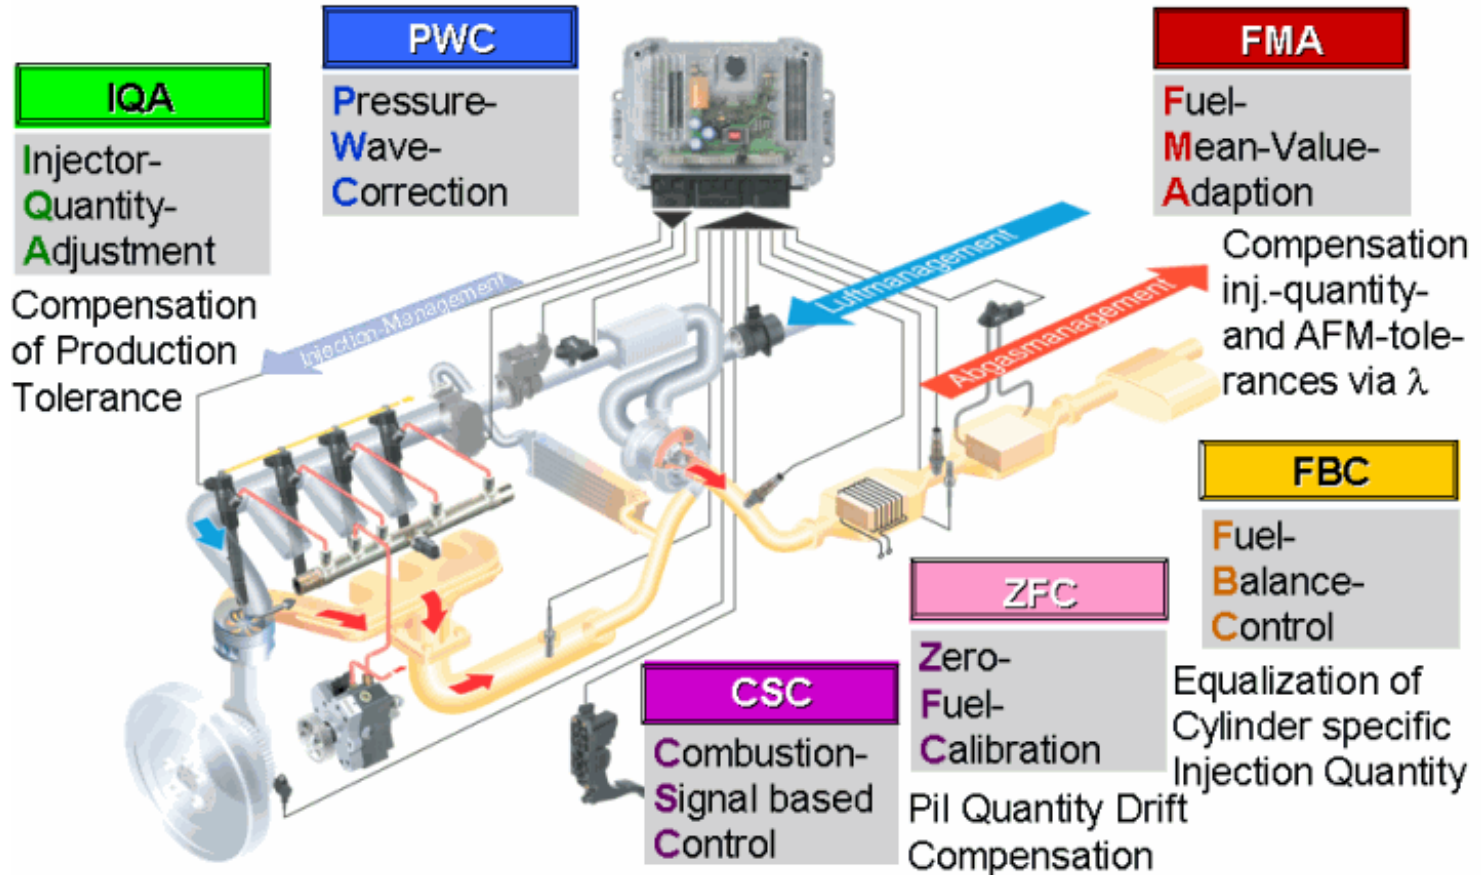 PWC
Pressure-
Wave-
Correction
FMA
Fuel-
Mean-Value-
Adaption
Compensation
inj.-quantity-
and AFM-tole-
rances via λ
IQA
Injector-
Quantity-
Adjustment
Compensation
of Production
Tolerance
Injection-Management
Luftmanagement
Abgasmanagement
FBC
Fuel-
Balance-
Control
Equalization of
Cylinder specific
Injection Quantity
ZFC
Zero-
Fuel-
Calibration
Pil Quantity Drift
Compensation
CSC
Combustion-
Signal based
Control